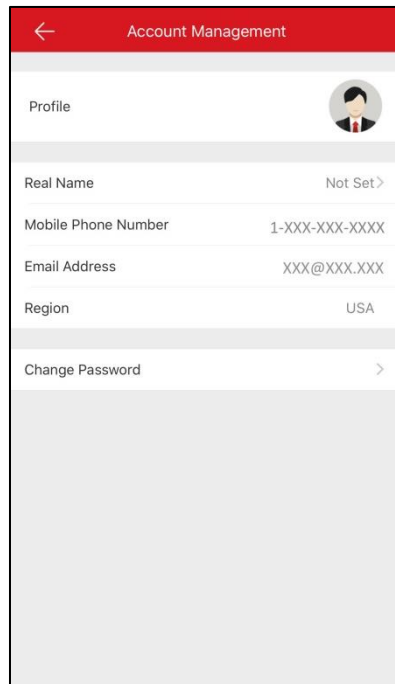 Account Management
Profile
Real Name Not Set
Mobile Phone Number 1-XXX-XXX-XXXX
Email Address XXX@XXX.XXX
Region USA
Change Password